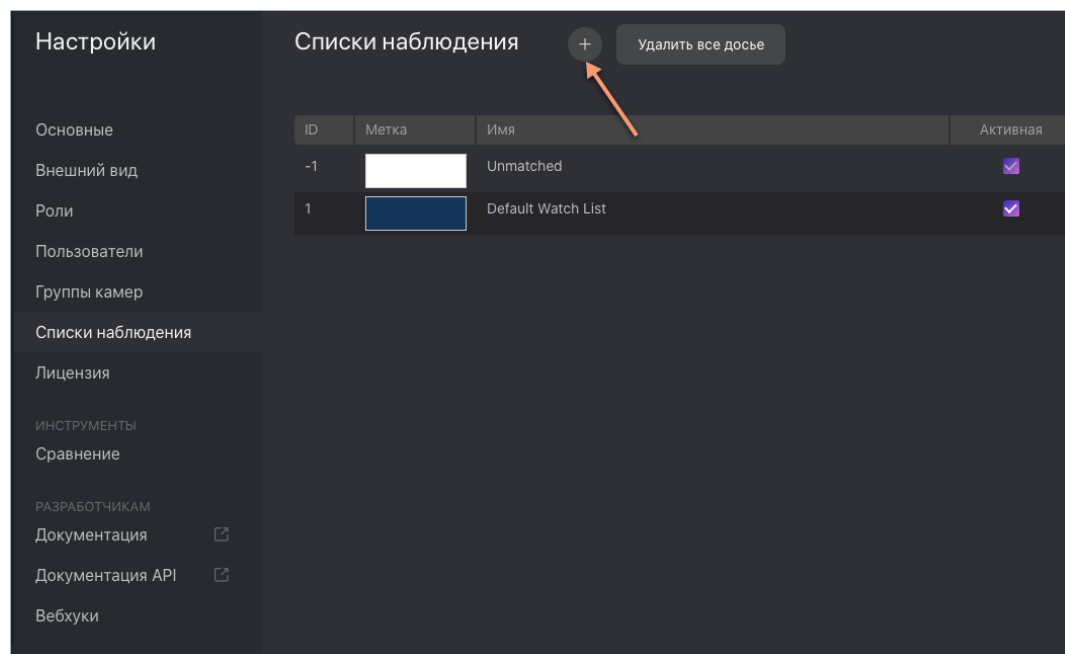 Настройки
Списки наблюдения + Удалить все досье
Основные
Внешний вид
Роли
Пользователи
Группы камер
Списки наблюдения
Лицензия
ИНСТРУМЕНТЫ
Сравнение
РАЗРАБОТЧИКАМ
Документация
Документация API
Вебхуки
ID Метка Имя Активная
-1 Unmatched
1 Default Watch List